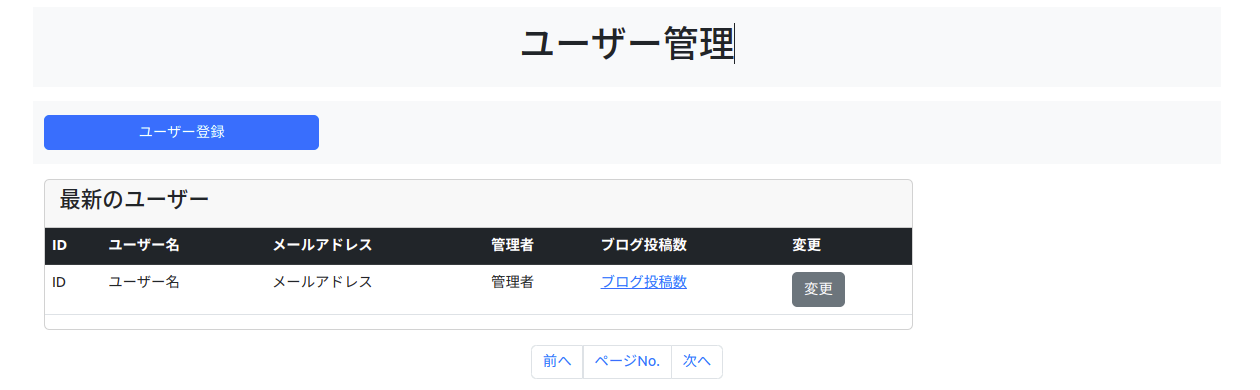 ユーザー管理
ユーザー登録
最新のユーザー
ID ユーザー名 メールアドレス 管理者 ブログ投稿数 変更
ID ユーザー名 メールアドレス 管理者 ブログ投稿数 変更
前へ ページNo. 次へ